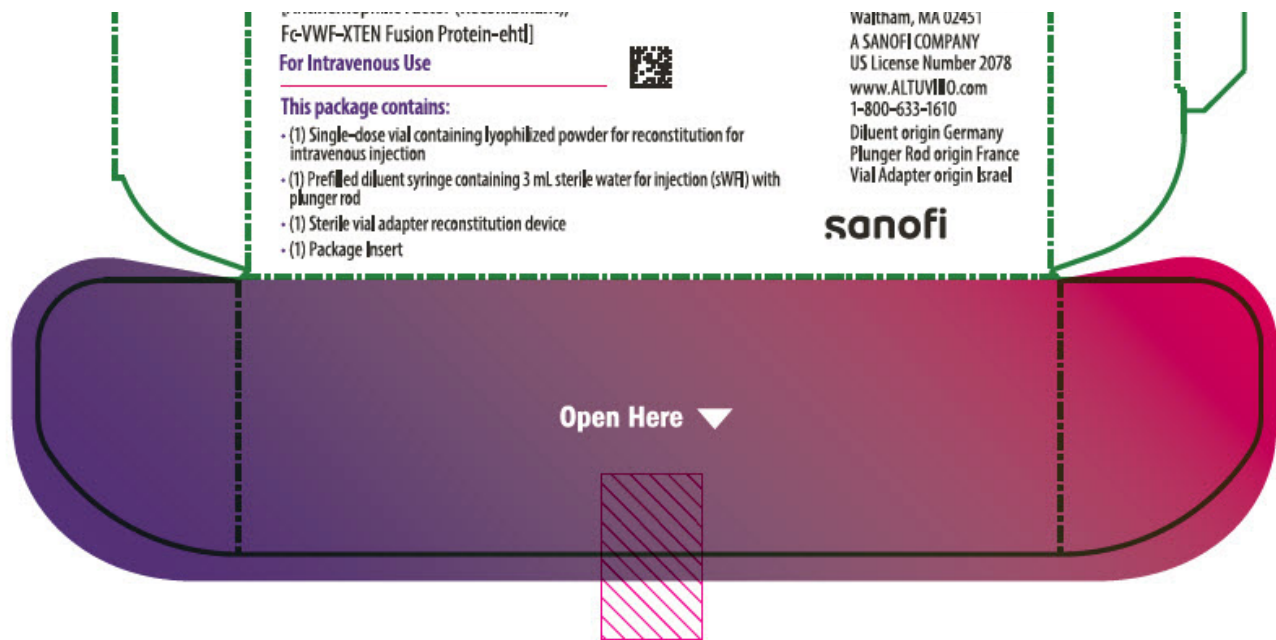 Fc-VWF-XTEN Fusion Protein-ehtl]
For Intravenous Use
This package contains:
• (1) Single-dose vial containing lyophilized powder for reconstitution for
intravenous injection
• (1) Prefilled diluent syringe containing 3 mL sterile water for injection (sWFI) with
plunger rod
• (1) Sterile vial adapter reconstitution device
• (1) Package Insert
Waltham, MA 02451
A SANOFI COMPANY
US License Number 2078
www.ALTUVIIIO.com
1-800-633-1610
Diluent origin Germany
Plunger Rod origin France
Vial Adapter origin Israel
sanofi
Open Here